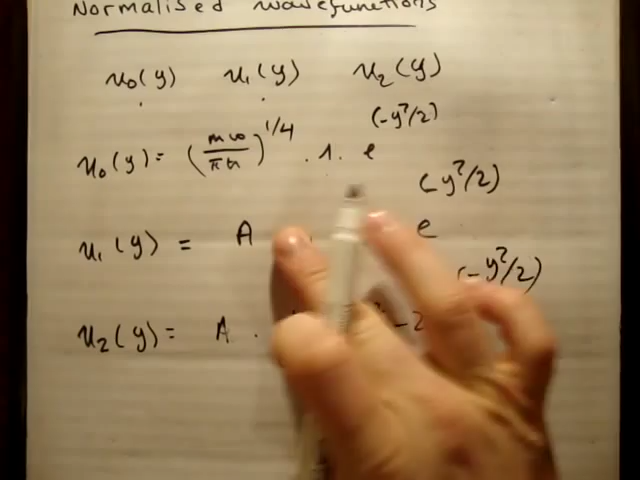 Normalised wavefunctions
u₀(y) u₁(y) u₂(y)
u₀(y) = (mω/πħ)^1/4 . 1 . e^(-y²/2)
u₁(y) = A e^(-y²/2)
u₂(y) = A . - 2 (-y²/2)